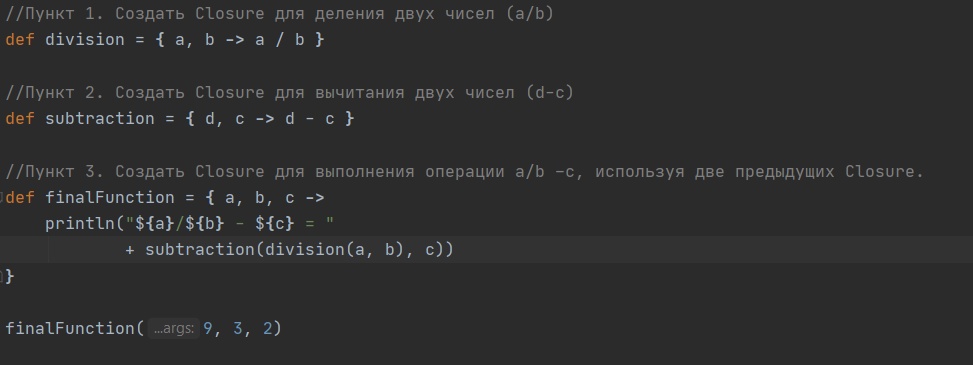 //Пункт 1. Создать Closure для деления двух чисел (a/b)
def division = { a, b -> a / b }
//Пункт 2. Создать Closure для вычитания двух чисел (d-c)
def subtraction = { d, c -> d - c }
//Пункт 3. Создать Closure для выполнения операции a/b –c, используя две предыдущих Closure.
def finalFunction = { a, b, c ->
    println("${a}/${b} - ${c} = "
            + subtraction(division(a, b), c))
}
finalFunction( ...args: 9, 3, 2)